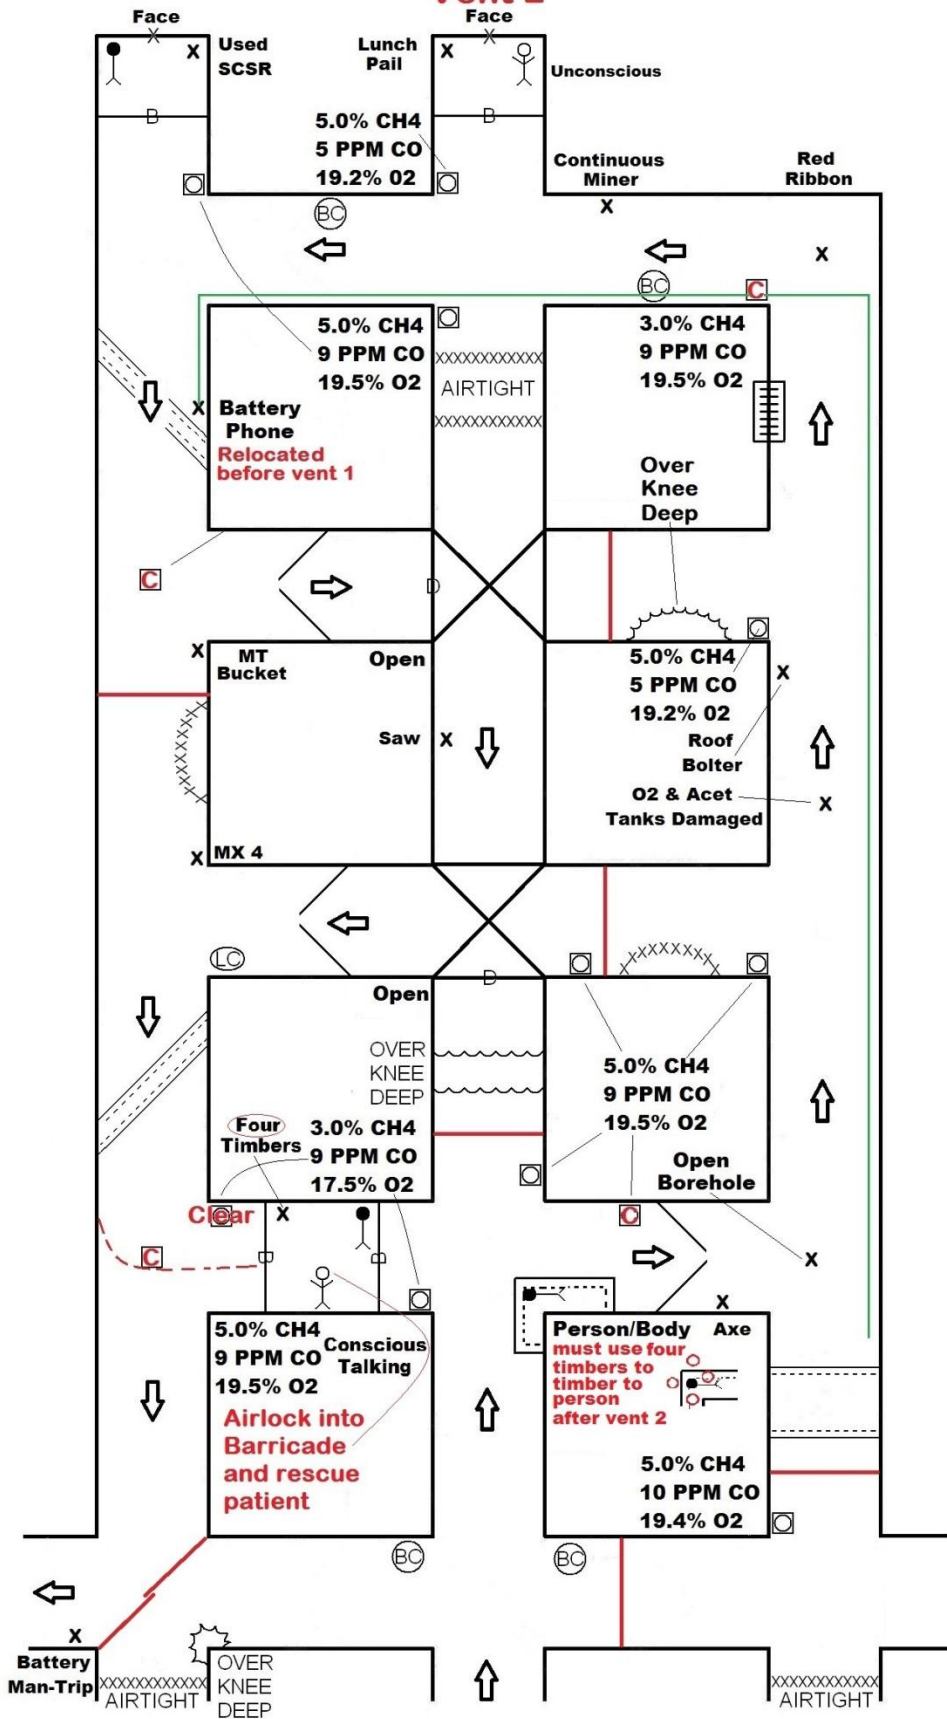 Face
Face
Used
SCSR
Lunch
Pail
X
X
X
X
Unconscious
B
B
5.0% CH4
5 PPM CO
19.2% O2
Continuous
Miner
Red
Ribbon
X
BC
X
BC
C
5.0% CH4
9 PPM CO
19.5% O2
XXXXXXXXXXXX
AIRTIGHT
XXXXXXXXXXXX
3.0% CH4
9 PPM CO
19.5% O2
X
Battery
Phone
Relocated
before vent 1
Over
Knee
Deep
C
D
X
MT
Bucket
Open
5.0% CH4
5 PPM CO
19.2% 02
X
Saw
X
Roof
Bolter
O2 & Acet
X
Tanks Damaged
X
MX 4
LC
D
Open
OVER
KNEE
DEEP
5.0% CH4
9 PPM CO
19.5% O2
Four
Timbers
3.0% CH4
9 PPM CO
17.5% O2
Open
Borehole
Clear
X
C
C
B
B
X
X
5.0% CH4
9 PPM CO
19.5% O2
Conscious
Talking
Person/Body
Axe
must use four
timbers to
timber to
person
after vent 2
Airlock into
Barricade
and rescue
patient
5.0% CH4
10 PPM CO
19.4% O2
BC
BC
X
Battery
Man-Trip
XXXXXXXXXXXX
AIRTIGHT
OVER
KNEE
DEEP
XXXXXXXXXXXX
AIRTIGHT